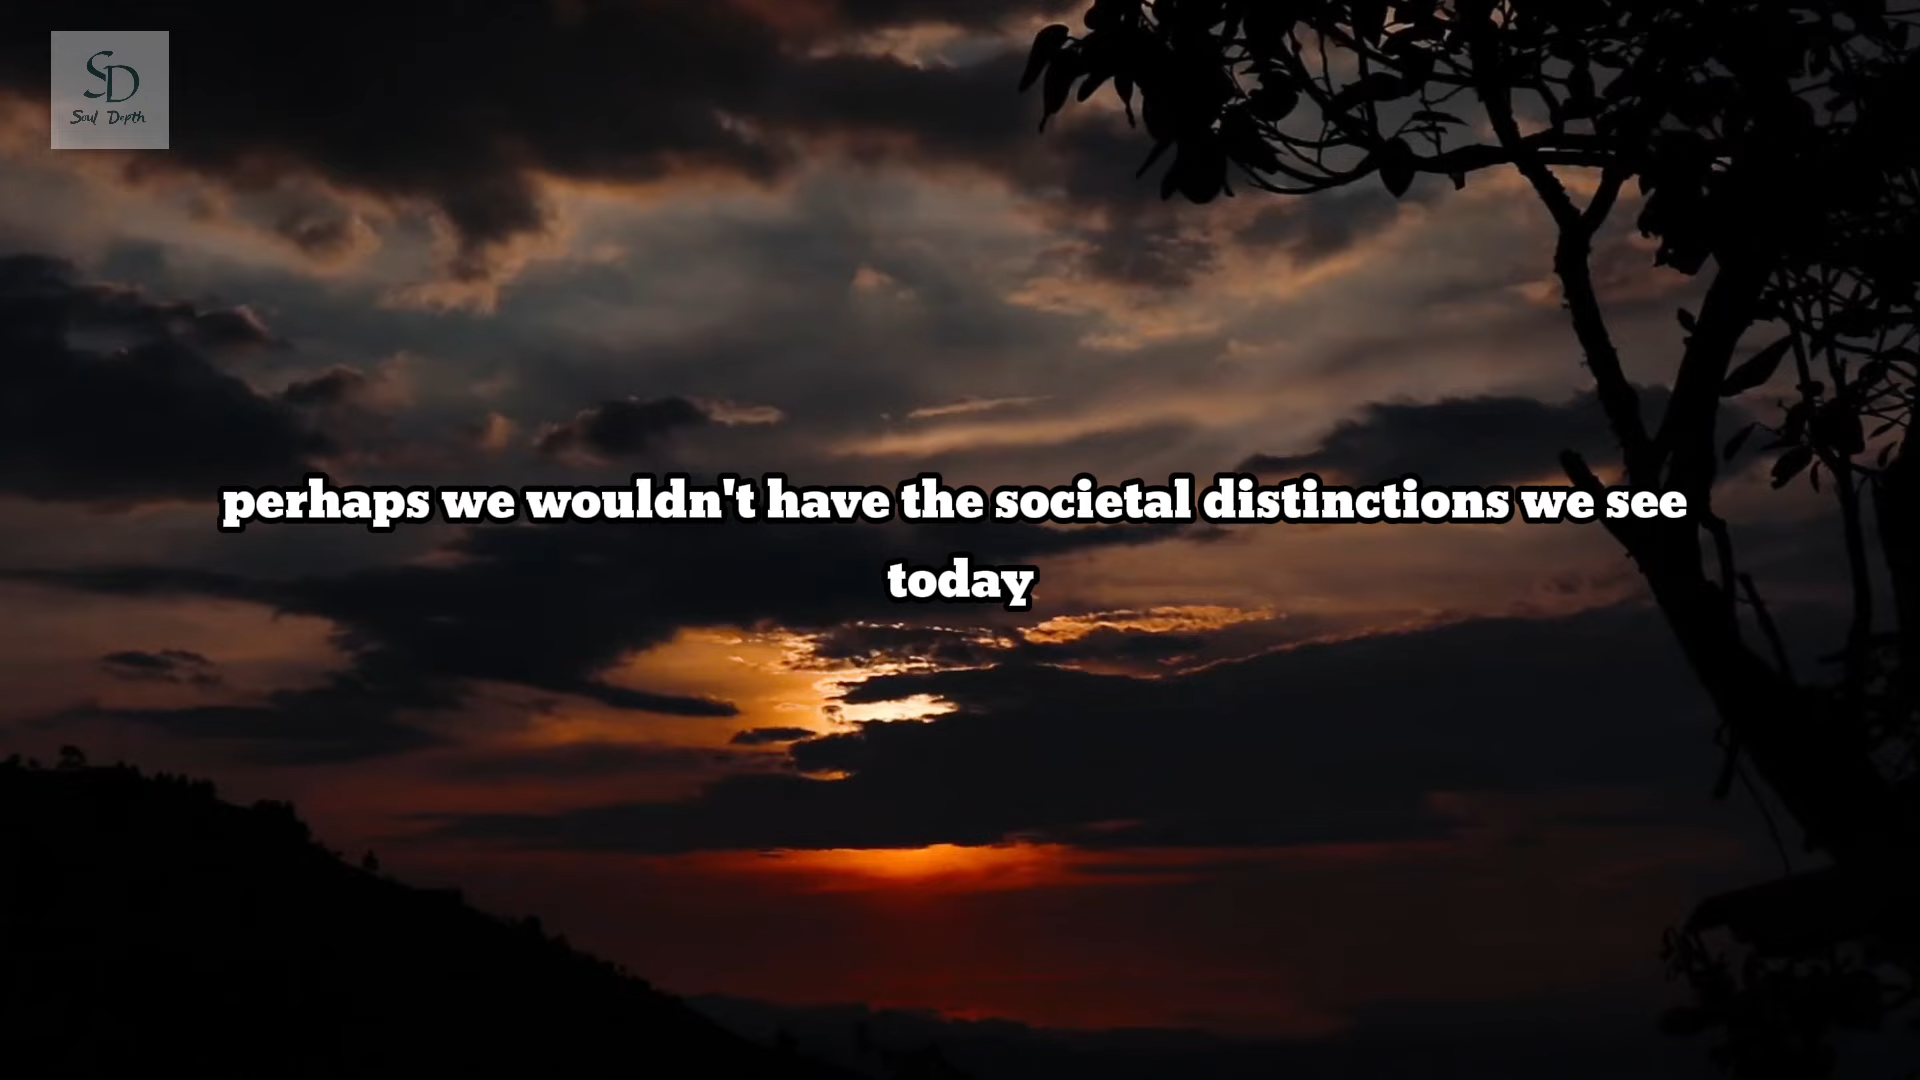 SD
Soul Depth
perhaps we wouldn't have the societal distinctions we see
today